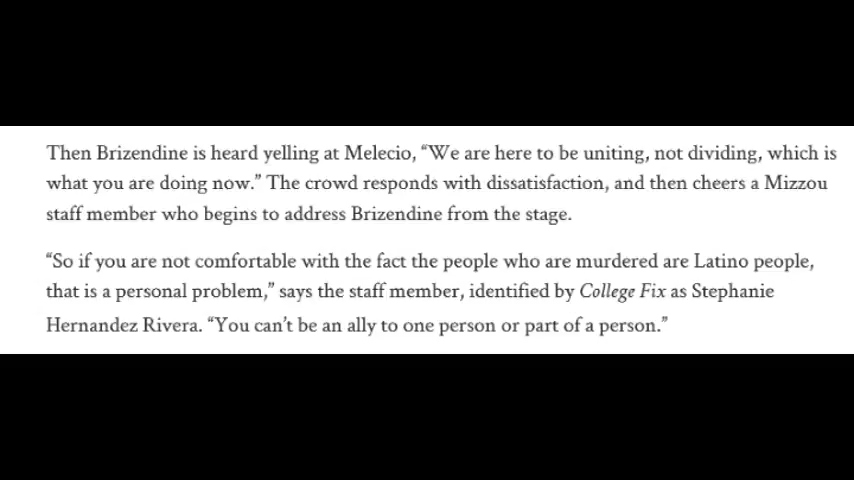 Then Brizendine is heard yelling at Melecio, “We are here to be uniting, not dividing, which is
what you are doing now.” The crowd responds with dissatisfaction, and then cheers a Mizzou
staff member who begins to address Brizendine from the stage.
“So if you are not comfortable with the fact the people who are murdered are Latino people,
that is a personal problem,” says the staff member, identified by College Fix as Stephanie
Hernandez Rivera. “You can’t be an ally to one person or part of a person.”